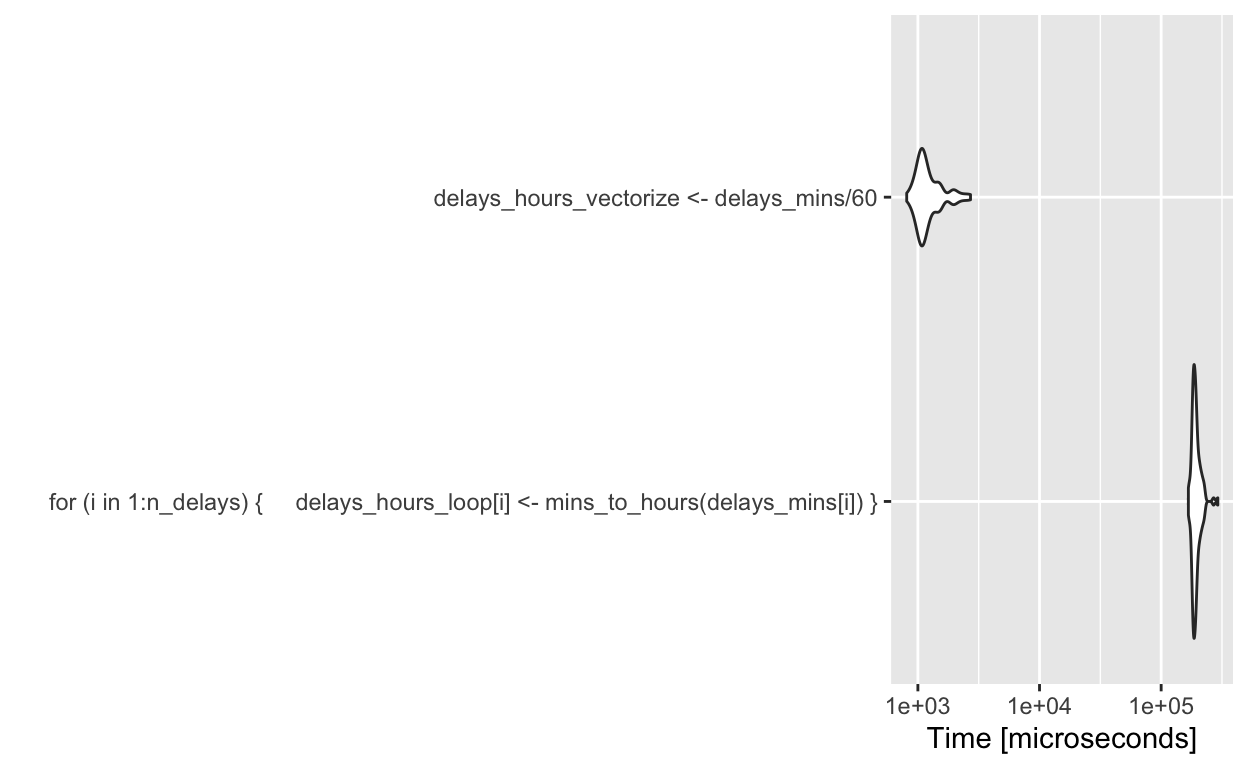 delays_hours_vectorize <- delays_mins/60
for (i in 1:n_delays) {     delays_hours_loop[i] <- mins_to_hours(delays_mins[i]) }
1e+03 1e+04 1e+05
Time [microseconds]